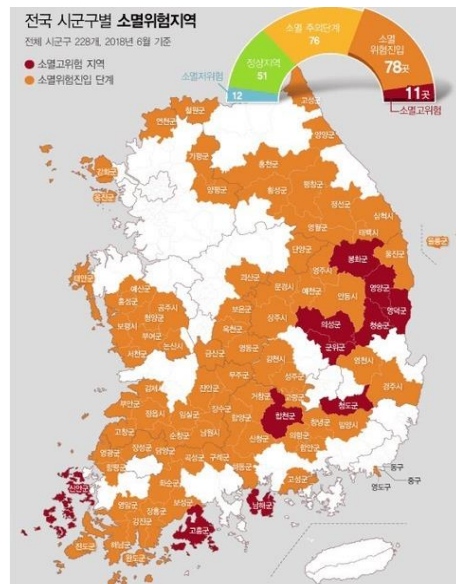 전국 시군구별 소멸위험지역
전체 시군구 228개, 2018년 6월 기준
소멸고위험 지역
소멸위험진입 단계
소멸 주의단계
76
정상지역
51
소멸저위험
12
소멸
위험진입
78곳
11곳
소멸고위험
고성군
철원군
연천군
양양군
가평군
홍천군
강화군
옹진군
양평군
횡성군
평창군
정선군
삼척시
영월군
태백시
울릉군
단양군
봉화군
울진군
태안군
괴산군
영주시
영양군
예산군
문경시
예천군
안동시
홍성군
공주시
보은군
영덕군
청양군
상주시
의성군
청송군
보령시
부여군
옥천군
논산시
군위군
서천군
금산군
영동군
김천시
영천시
무주군
성주군
김제시
진안군
경주시
부안군
거창군
고령군
청도군
정읍시
임실군
장수군
함양군
합천군
창녕군
밀양시
고창군
순창군
남원시
산청군
의령군
영광군
장성군
담양군
함안군
곡성군
구례군
함평군
하동군
동구
화순군
고성군
영도구
중구
신안군
영암군
장흥군
보성군
남해군
강진군
고흥군
진도군
해남군
완도군